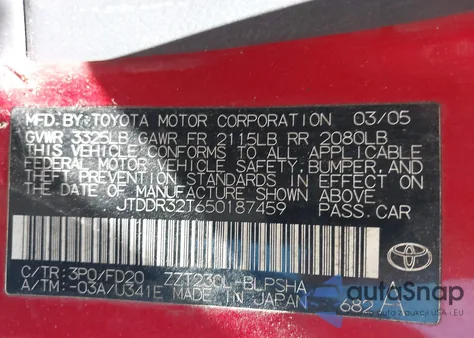 MFD.BY: TOYOTA MOTOR CORPORATION 03/05
GVWR 3325LB GAWR FR 2115LB RR 2080LB
THIS VEHICLE CONFORMS TO ALL APPLICABLE
FEDERAL MOTOR VEHICLE SAFETY, BUMPER, AND
THEFT PREVENTION STANDARDS IN EFFECT ON
THE DATE OF MANUFACTURE SHOWN ABOVE.
JTDDR32T650187459 PASS.CAR
C/TR: 3P0/FD20 ZZT230L-BLPSHA
A/TM: -03A/U341E MADE IN JAPAN
TOYOTA
autoSnap